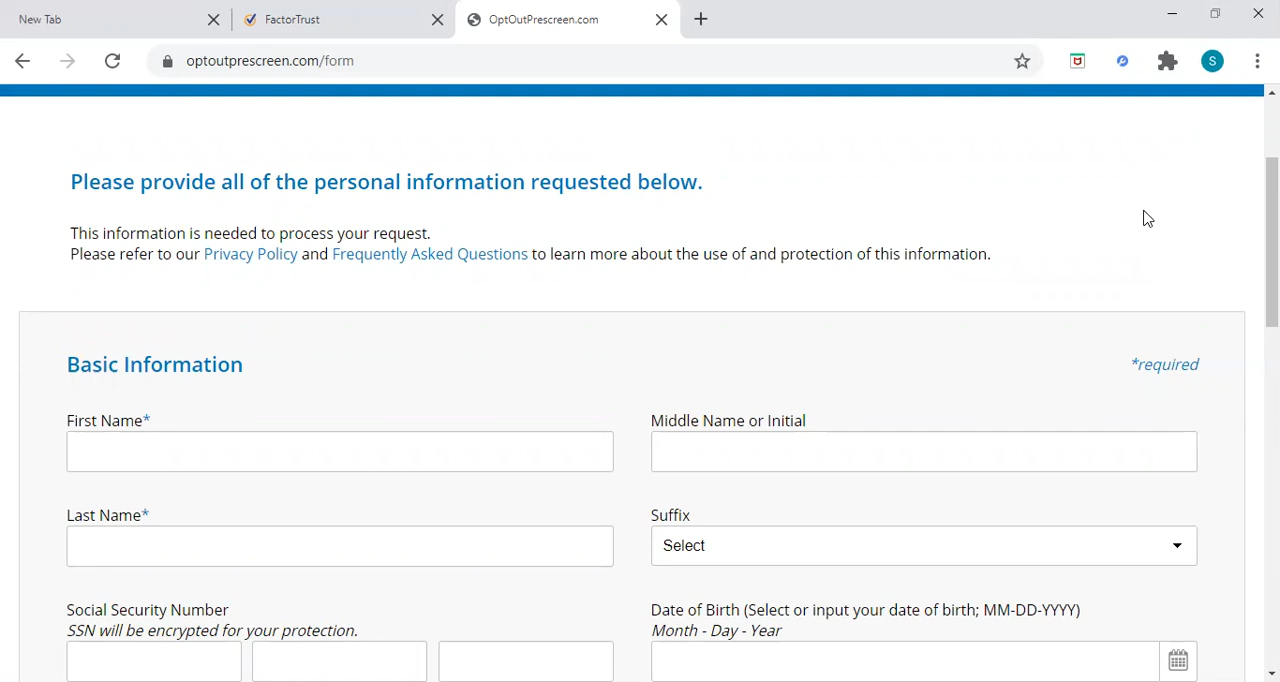 New Tab
FactorTrust
OptOutPrescreen.com
optoutprescreen.com/form
S
Please provide all of the personal information requested below.
This information is needed to process your request.
Please refer to our Privacy Policy and Frequently Asked Questions to learn more about the use of and protection of this information.
Basic Information
*required
First Name*
Middle Name or Initial
Last Name*
Suffix
Select
Social Security Number
Date of Birth (Select or input your date of birth; MM-DD-YYYY)
SSN will be encrypted for your protection.
Month - Day - Year